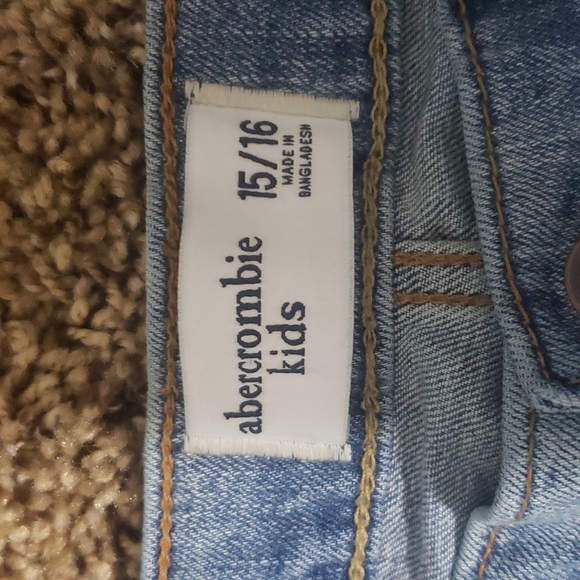 abercrombie
kids
15/16
MADE IN
BANGLADESH